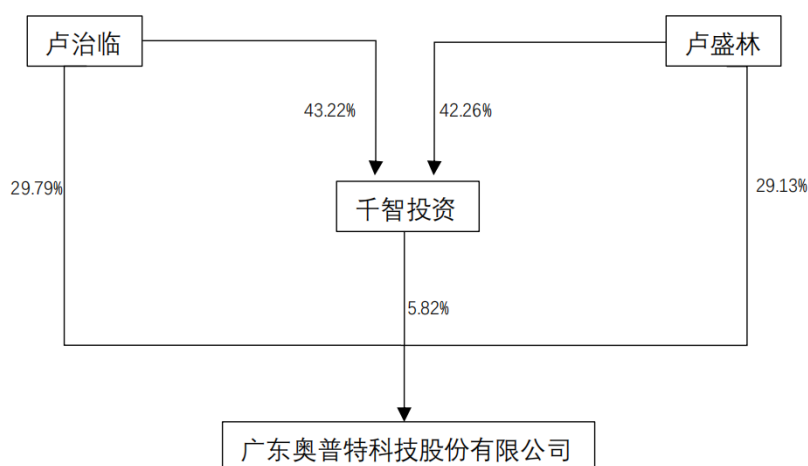 卢治临
卢盛林
43.22%
42.26%
29.79%
29.13%
千智投资
5.82%
广东奥普特科技股份有限公司